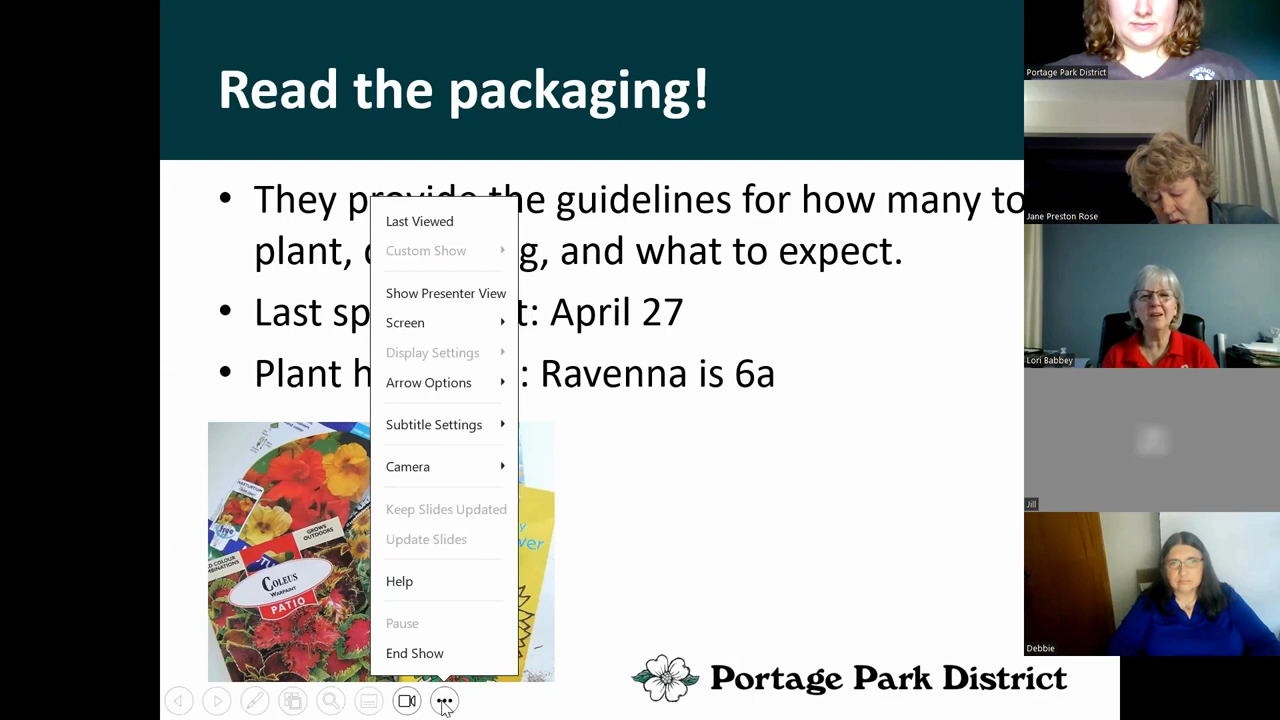 Read the packaging!
• They provide the guidelines for how many to
plant, g, and what to expect.
• Last sp t: April 27
• Plant h : Ravenna is 6a
Last Viewed
Custom Show
Show Presenter View
Screen
Display Settings
Arrow Options
Subtitle Settings
Camera
Keep Slides Updated
Update Slides
Help
Pause
End Show
GROWS
OUTDOORS
COLEUS
WARPAINT
PATIO
Portage Park District
Portage Park District
Jane Preston Rose
Lori Babbey
Jill
Debbie